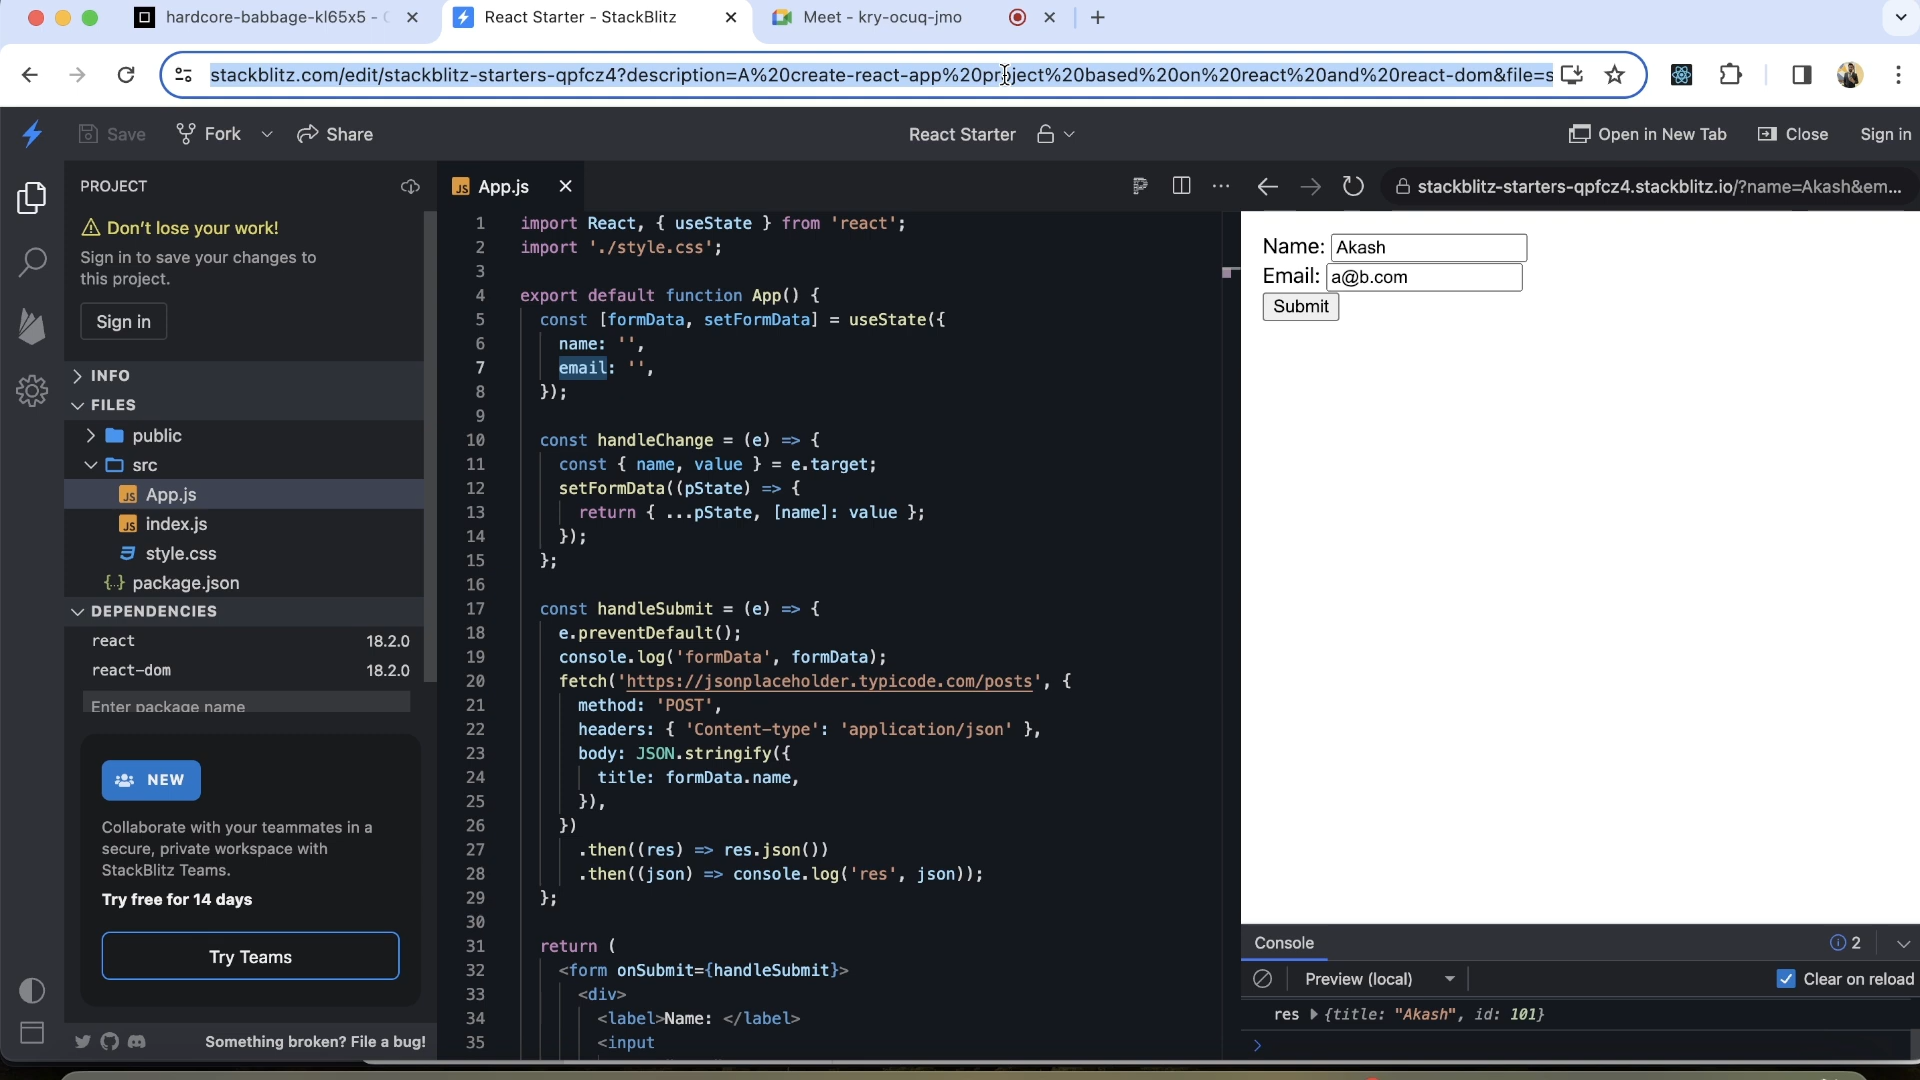 hardcore-babbage-kl65x5 -
React Starter - StackBlitz
Meet - kry-ocuq-jmo
stackblitz.com/edit/stackblitz-starters-qpfcz4?description=A%20create-react-app%20project%20based%20on%20react%20and%20react-dom&file=s
Save
Fork
Share
React Starter
Open in New Tab
Close
Sign in
PROJECT
Don't lose your work!
Sign in to save your changes to
this project.
Sign in
INFO
FILES
public
src
JS App.js
JS index.js
style.css
{..} package.json
DEPENDENCIES
react 18.2.0
react-dom 18.2.0
Enter package name
NEW
Collaborate with your teammates in a
secure, private workspace with
StackBlitz Teams.
Try free for 14 days
Try Teams
Something broken? File a bug!
JS App.js
1 import React, { useState } from 'react';
2 import './style.css';
3
4 export default function App() {
5 const [formData, setFormData] = useState({
6 name: '',
7 email: '',
8 });
9
10 const handleChange = (e) => {
11 const { name, value } = e.target;
12 setFormData((pState) => {
13 return { ...pState, [name]: value };
14 });
15 };
16
17 const handleSubmit = (e) => {
18 e.preventDefault();
19 console.log('formData', formData);
20 fetch('https://jsonplaceholder.typicode.com/posts', {
21 method: 'POST',
22 headers: { 'Content-type': 'application/json' },
23 body: JSON.stringify({
24 title: formData.name,
25 }),
26 })
27 .then((res) => res.json())
28 .then((json) => console.log('res', json));
29 };
30
31 return (
32 <form onSubmit={handleSubmit}>
33 <div>
34 <label>Name: </label>
35 <input
stackblitz-starters-qpfcz4.stackblitz.io/?name=Akash&em...
Name: Akash
Email: a@b.com
Submit
Console
2
Preview (local)
Clear on reload
res {title: "Akash", id: 101}